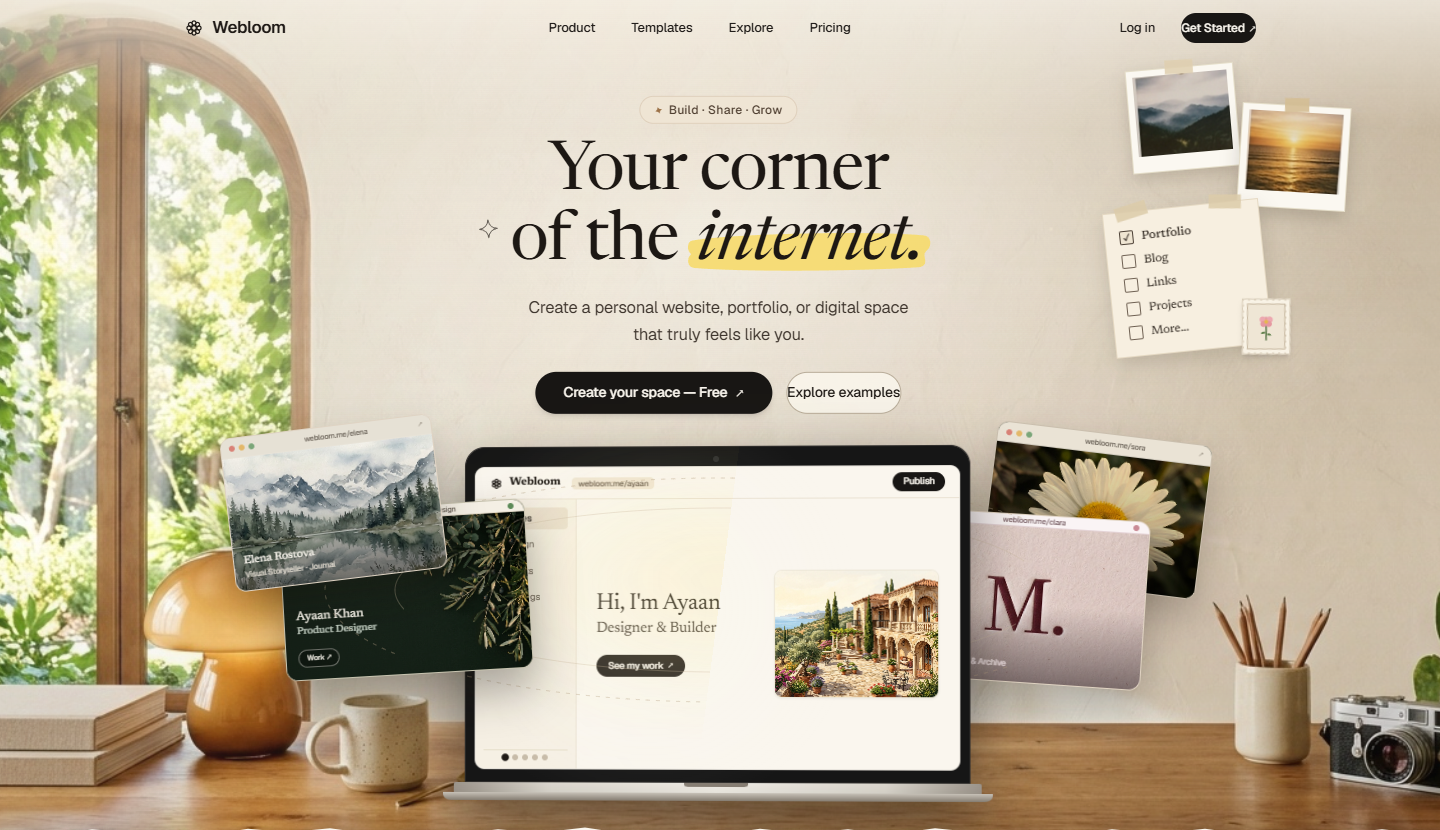 Webloom
Product
Templates
Explore
Pricing
Log in
Get Started ↗
Build · Share · Grow
Your corner
of the internet.
Create a personal website, portfolio, or digital space
that truly feels like you.
Create your space — Free ↗
Explore examples
Portfolio
Blog
Links
Projects
More...
webloom.me/elena
Elena Rostova
Visual Storyteller · Journal
Ayaan Khan
Product Designer
Work ↗
Webloom
webloom.me/ayaan
Publish
Hi, I'm Ayaan
Designer & Builder
See my work ↗
webloom.me/sora
webloom.me/clara
M.
& Archive